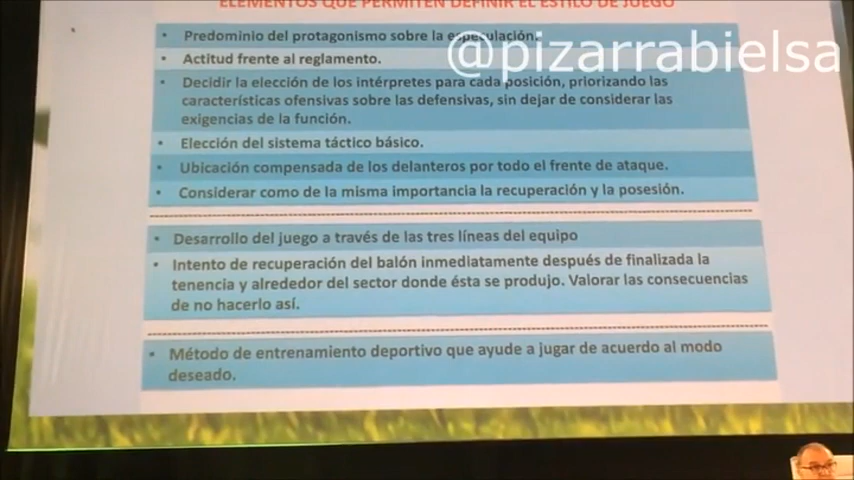 ELEMENTOS QUE PERMITEN DEFINIR EL ESTILO DE JUEGO
• Predominio del protagonismo sobre la especulación.
@pizarrabielsa
• Actitud frente al reglamento.
• Decidir la elección de los intérpretes para cada posición, priorizando las
características ofensivas sobre las defensivas, sin dejar de considerar las
exigencias de la función.
• Elección del sistema táctico básico.
• Ubicación compensada de los delanteros por todo el frente de ataque.
• Considerar como de la misma importancia la recuperación y la posesión.
• Desarrollo del juego a través de las tres líneas del equipo
• Intento de recuperación del balón inmediatamente después de finalizada la
tenencia y alrededor del sector donde ésta se produjo. Valorar las consecuencias
de no hacerlo así.
• Método de entrenamiento deportivo que ayude a jugar de acuerdo al modo
deseado.